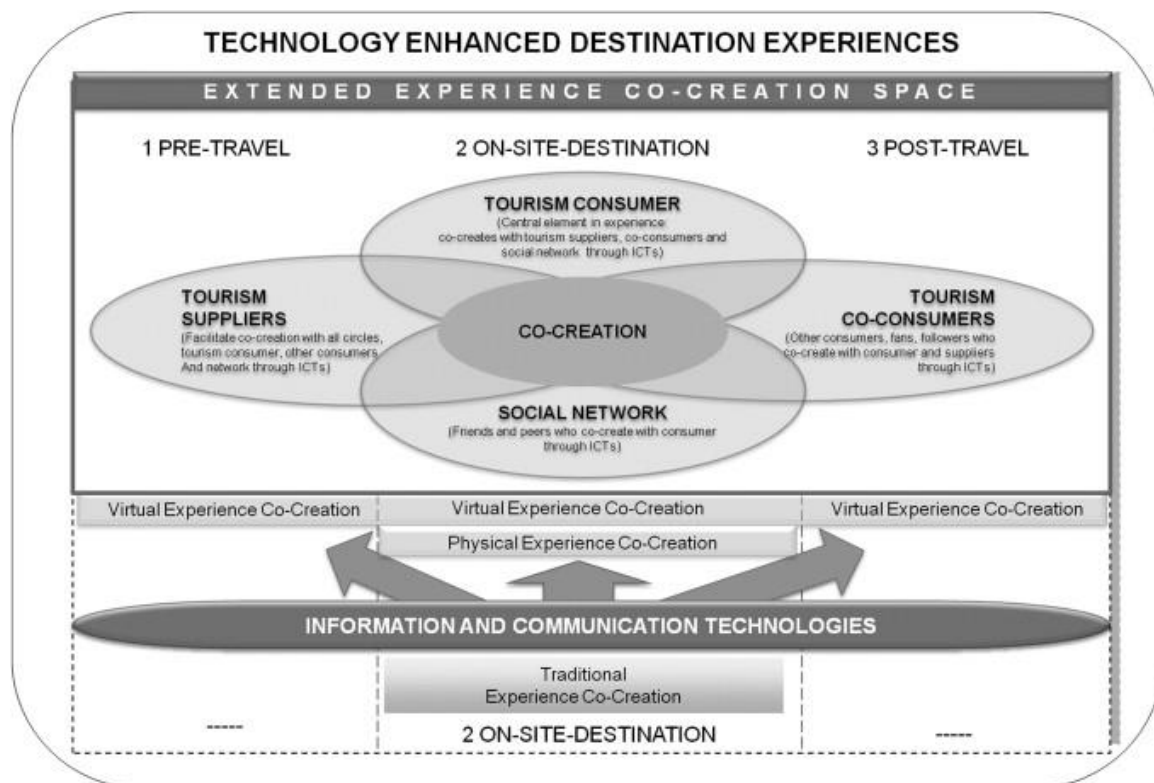 TECHNOLOGY ENHANCED DESTINATION EXPERIENCES
EXTENDED EXPERIENCE CO-CREATION SPACE
1 PRE-TRAVEL
2 ON-SITE-DESTINATION
3 POST-TRAVEL
TOURISM CONSUMER
(Central element in experience:
co-creates with tourism suppliers, co-consumers and
social network through ICTs)
TOURISM
SUPPLIERS
(Facilitate co-creation with all circles,
tourism consumer, other consumers.
And network through ICTs)
CO-CREATION
TOURISM
CO-CONSUMERS
(Other consumers, fans, followers who
co-create with consumer and suppliers
through ICTs)
SOCIAL NETWORK
(Friends and peers who co-create with consumer
through ICTs)
Virtual Experience Co-Creation
Virtual Experience Co-Creation
Virtual Experience Co-Creation
Physical Experience Co-Creation
INFORMATION AND COMMUNICATION TECHNOLOGIES
Traditional
Experience Co-Creation
-----
2 ON-SITE-DESTINATION
-----